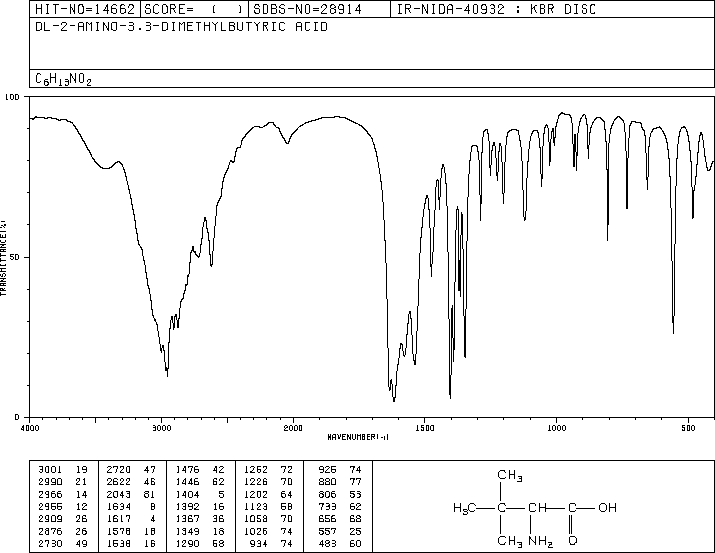 HIT-NO=14662 SCORE= ( ) SDBS-NO=28914 IR-NIDA-40932 : KBR DISC
DL-2-AMINO-3,3-DIMETHYLBUTYRIC ACID
C6H13NO2
100
50
0
TRANSMITTANCE(%)
4000 3000 2000 1500 1000 500
WAVENUMBER(-1)
3001 19 2720 47 1476 42 1252 72 926 74
2990 21 2622 46 1446 62 1226 70 880 77
2966 14 2043 81 1404 5 1202 64 806 53
2955 12 1634 8 1392 16 1123 58 733 62
2909 26 1617 4 1367 36 1058 70 656 68
2876 26 1578 18 1349 18 1026 74 557 25
2730 49 1538 16 1290 58 934 74 483 60
CH3
H3C C CH C OH
CH3 NH2 O